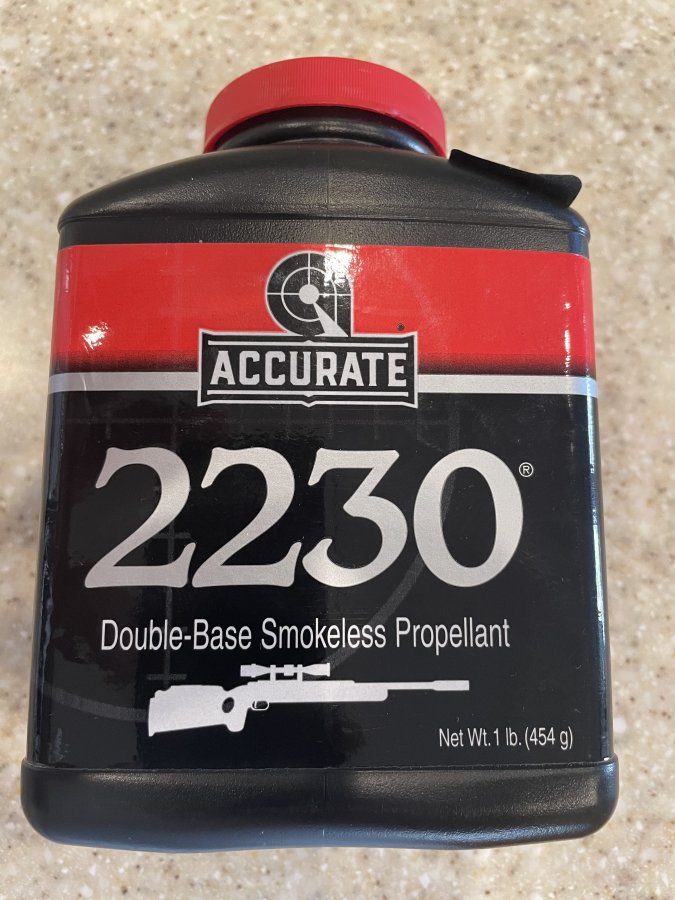 ACCURATE
2230®
Double-Base Smokeless Propellant
Net Wt. 1 lb. (454 g)